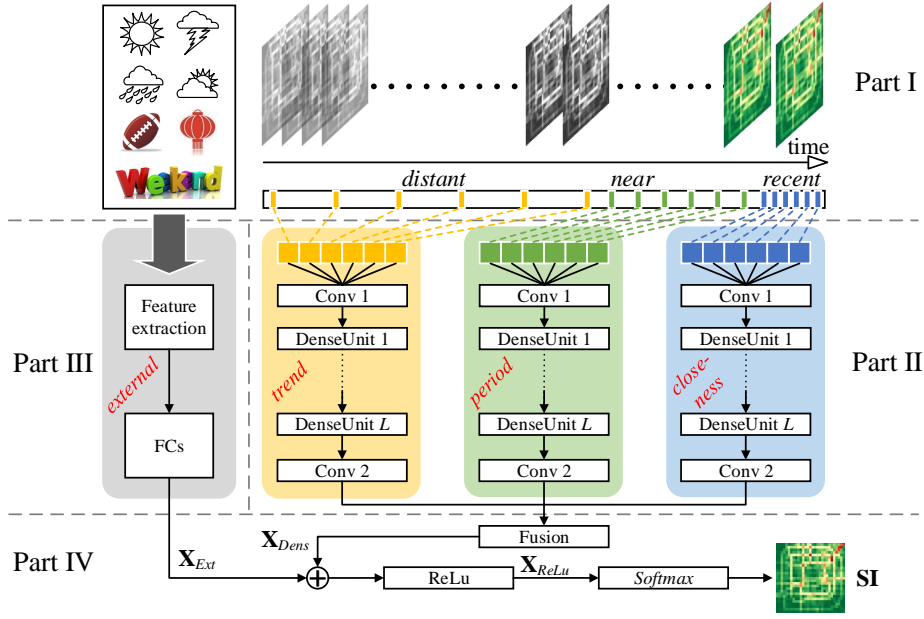 Part I
time
distant near recent
Weknd
Conv 1 Conv 1 Conv 1
Feature
extraction
DenseUnit 1 DenseUnit 1 DenseUnit 1
Part III
external
trend
period
close-
ness
Part II
FCs
DenseUnit L DenseUnit L DenseUnit L
Conv 2 Conv 2 Conv 2
Part IV
Fusion
X_Dens
X_Ext
X_ReLu
ReLu
Softmax
SI